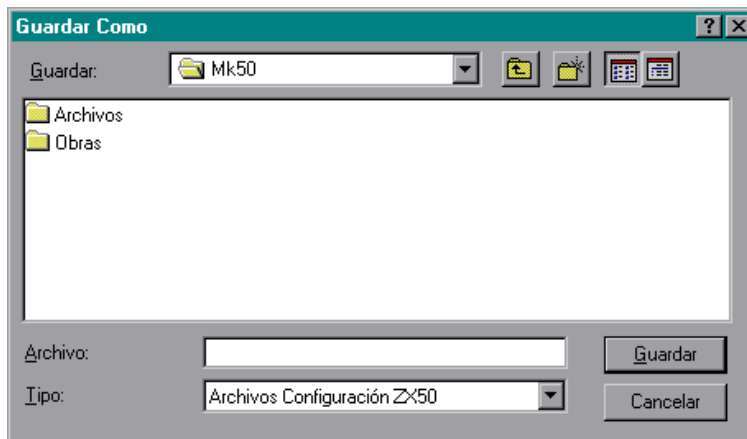 Guardar Como
Guardar: Mk50
Archivos
Obras
Archivo: Guardar
Tipo: Archivos Configuración ZX50 Cancelar